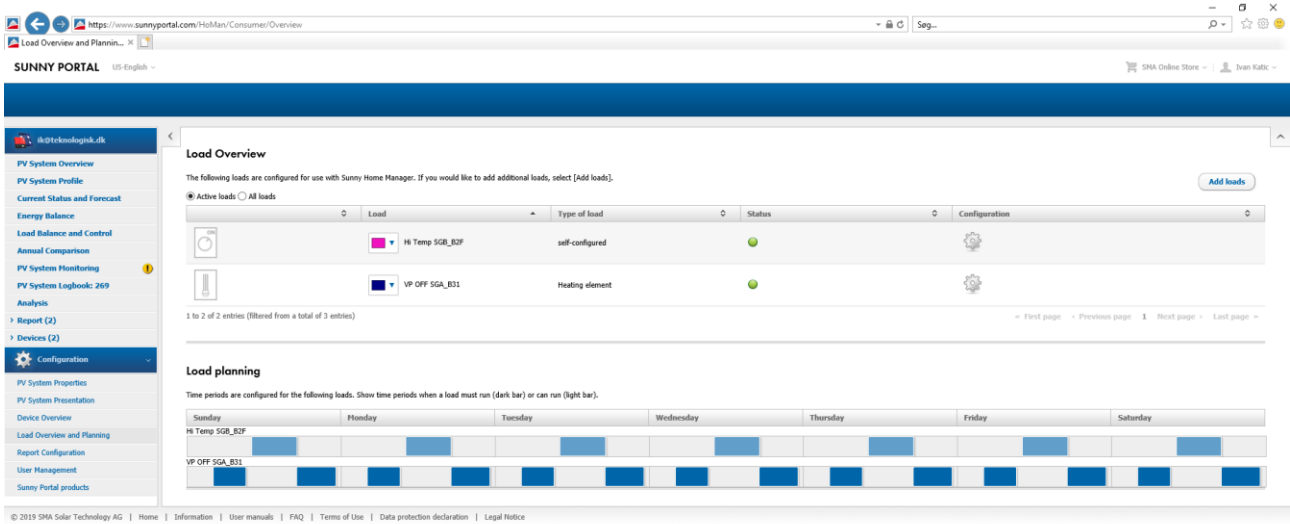 https://www.sunnyportal.com/HoMan/Consumer/Overview
Søg...
Load Overview and Plannin...
SUNNY PORTAL US-English
SMA Online Store
Ivan Katic
ik@teknologisk.dk
PV System Overview
PV System Profile
Current Status and Forecast
Energy Balance
Load Balance and Control
Annual Comparison
PV System Monitoring
PV System Logbook: 269
Analysis
Report (2)
Devices (2)
Configuration
PV System Properties
PV System Presentation
Device Overview
Load Overview and Planning
Report Configuration
User Management
Sunny Portal products
Load Overview
The following loads are configured for use with Sunny Home Manager. If you would like to add additional loads, select [Add loads].
Add loads
Active loads All loads
Load Type of load Status Configuration
ON
Hi Temp SGB_B2F self-configured
VP OFF SGA_B31 Heating element
1 to 2 of 2 entries (filtered from a total of 3 entries)
« First page ‹ Previous page 1 Next page › Last page »
Load planning
Time periods are configured for the following loads. Show time periods when a load must run (dark bar) or can run (light bar).
Sunday Monday Tuesday Wednesday Thursday Friday Saturday
Hi Temp SGB_B2F
VP OFF SGA_B31
© 2019 SMA Solar Technology AG | Home | Information | User manuals | FAQ | Terms of Use | Data protection declaration | Legal Notice